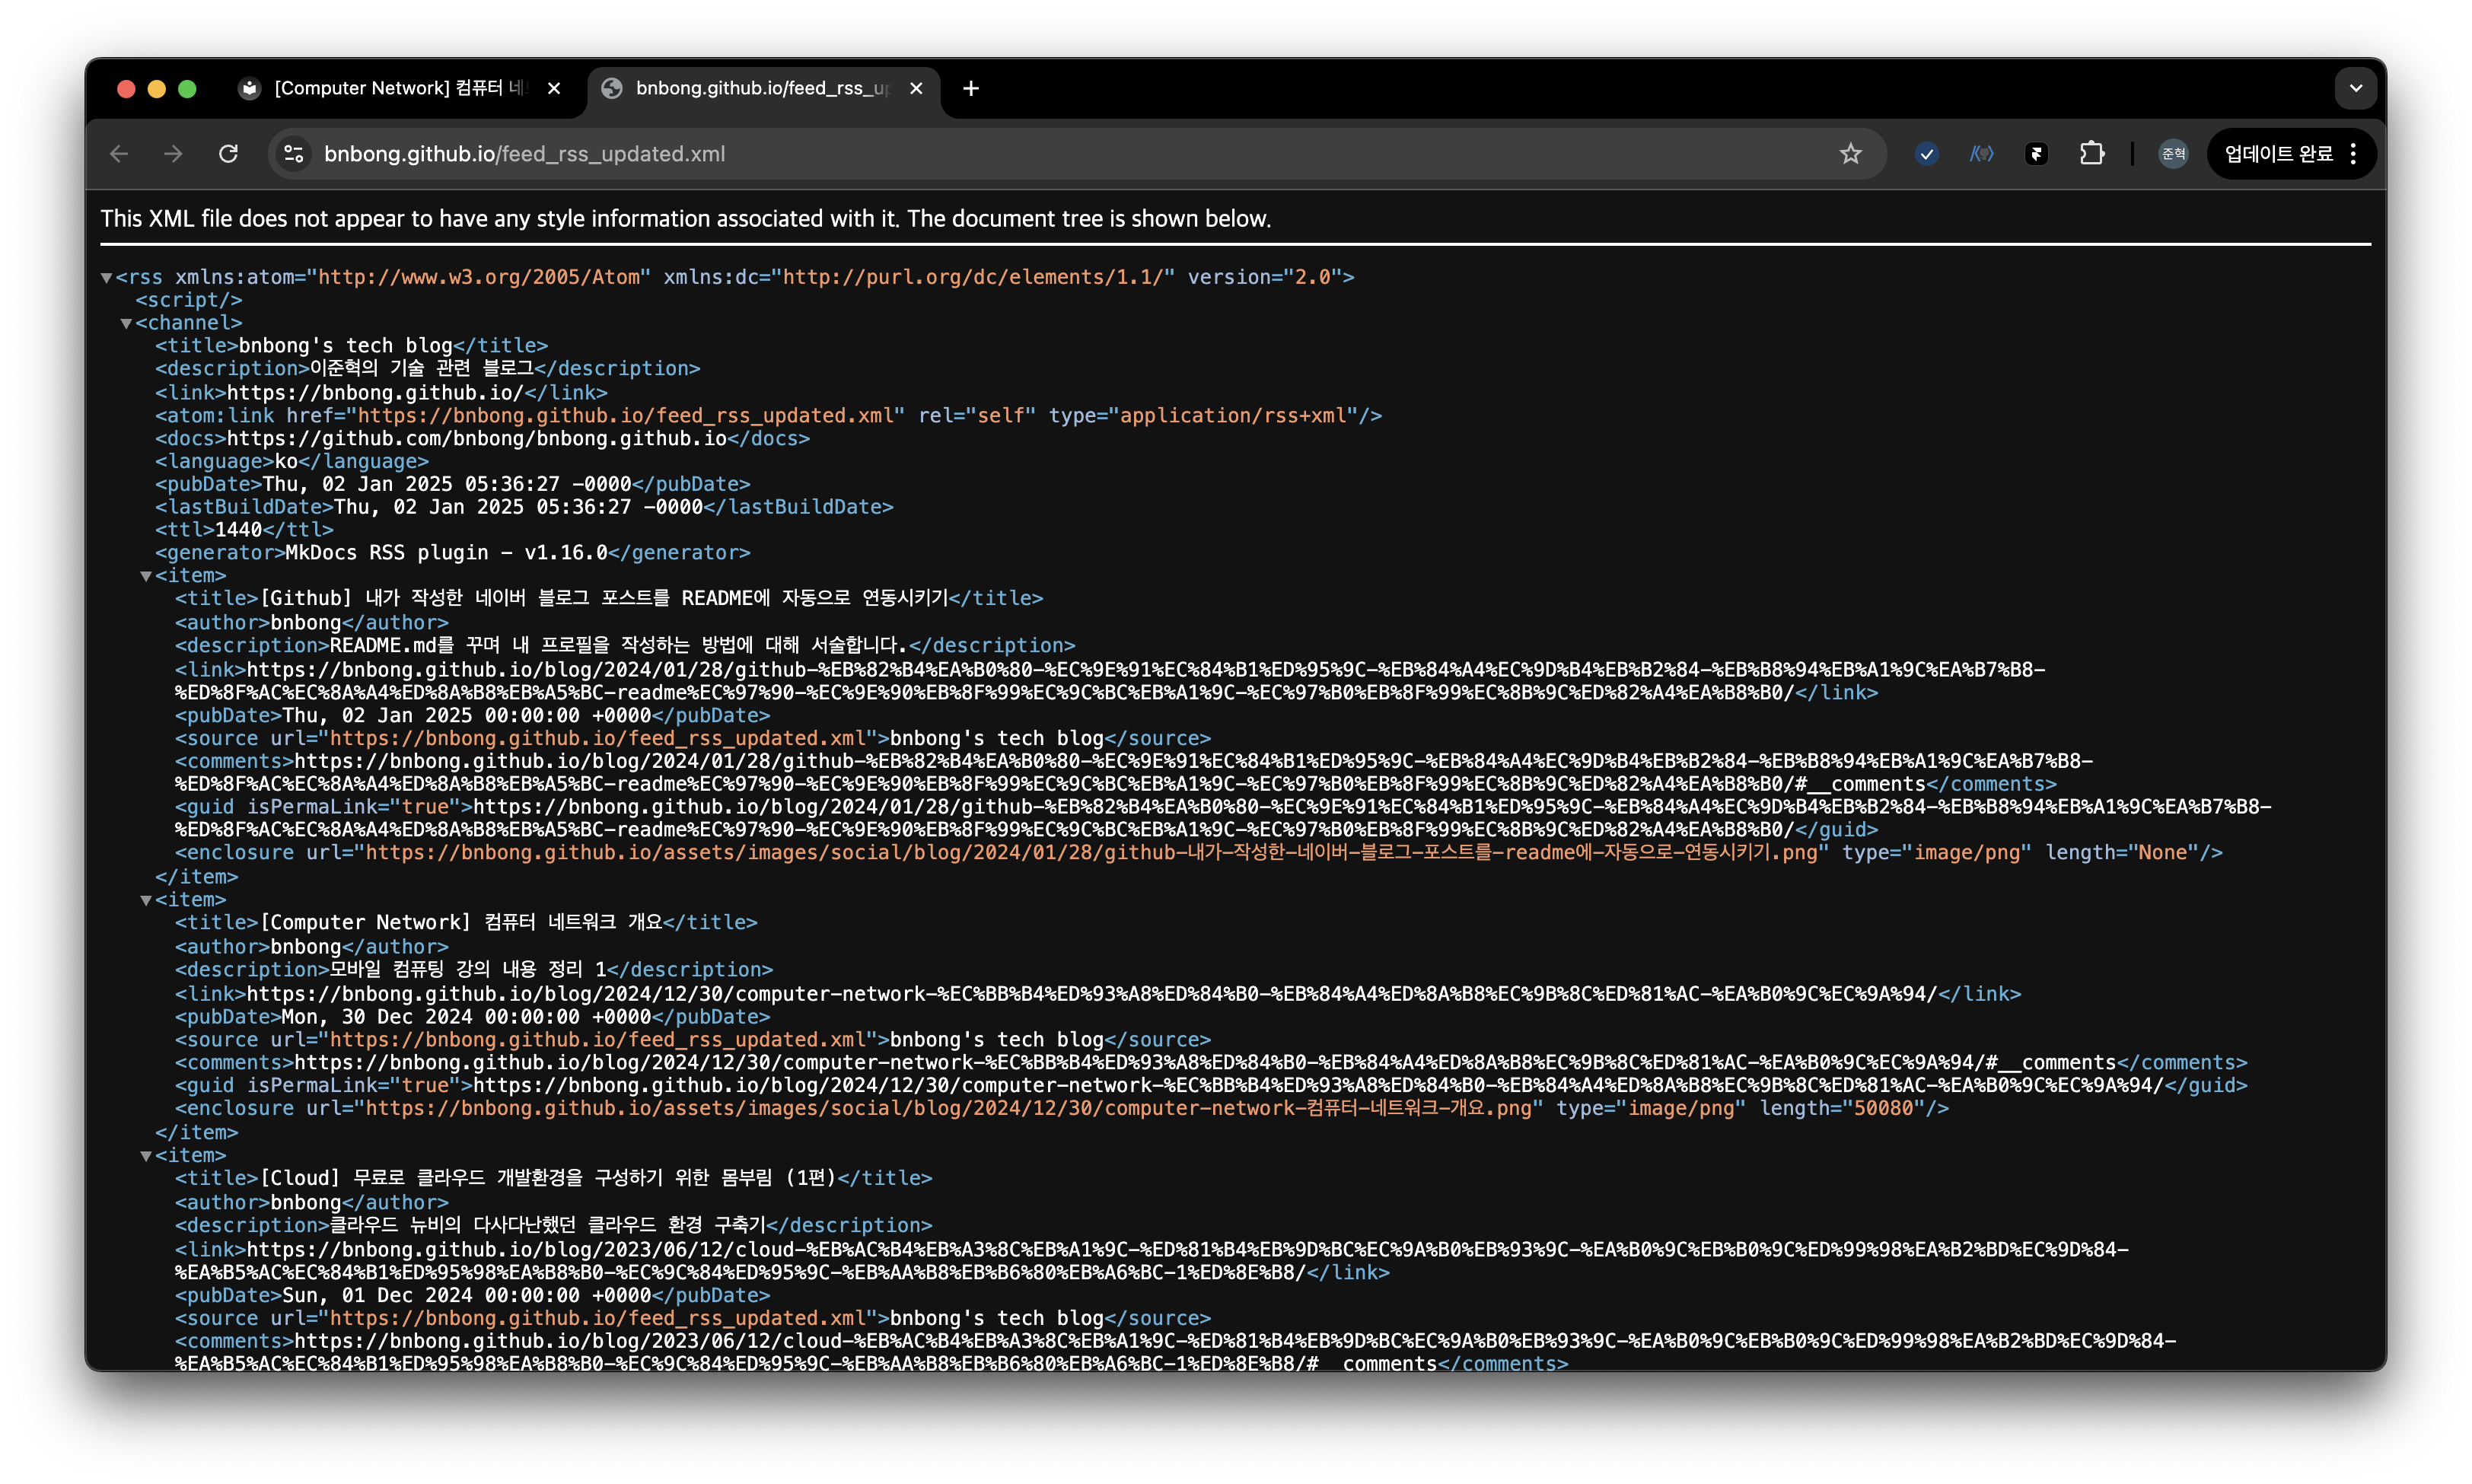 [Computer Network] 컴퓨터 네
bnbong.github.io/feed_rss_up
bnbong.github.io/feed_rss_updated.xml
준혁
업데이트 완료
This XML file does not appear to have any style information associated with it. The document tree is shown below.
<rss xmlns:atom="http://www.w3.org/2005/Atom" xmlns:dc="http://purl.org/dc/elements/1.1/" version="2.0">
<script/>
<channel>
<title>bnbong's tech blog</title>
<description>이준혁의 기술 관련 블로그</description>
<link>https://bnbong.github.io/</link>
<atom:link href="https://bnbong.github.io/feed_rss_updated.xml" rel="self" type="application/rss+xml"/>
<docs>https://github.com/bnbong/bnbong.github.io</docs>
<language>ko</language>
<pubDate>Thu, 02 Jan 2025 05:36:27 -0000</pubDate>
<lastBuildDate>Thu, 02 Jan 2025 05:36:27 -0000</lastBuildDate>
<ttl>1440</ttl>
<generator>MkDocs RSS plugin - v1.16.0</generator>
<item>
<title>[Github] 내가 작성한 네이버 블로그 포스트를 README에 자동으로 연동시키기</title>
<author>bnbong</author>
<description>README.md를 꾸며 내 프로필을 작성하는 방법에 대해 서술합니다.</description>
<link>https://bnbong.github.io/blog/2024/01/28/github-%EB%82%B4%EA%B0%80-%EC%9E%91%EC%84%B1%ED%95%9C-%EB%84%A4%EC%9D%B4%EB%B2%84-%EB%B8%94%EB%A1%9C%EA%B7%B8-
%ED%8F%AC%EC%8A%A4%ED%8A%B8%EB%A5%BC-readme%EC%97%90-%EC%9E%90%EB%8F%99%EC%9C%BC%EB%A1%9C-%EC%97%B0%EB%8F%99%EC%8B%9C%ED%82%A4%EA%B8%B0/</link>
<pubDate>Thu, 02 Jan 2025 00:00:00 +0000</pubDate>
<source url="https://bnbong.github.io/feed_rss_updated.xml">bnbong's tech blog</source>
<comments>https://bnbong.github.io/blog/2024/01/28/github-%EB%82%B4%EA%B0%80-%EC%9E%91%EC%84%B1%ED%95%9C-%EB%84%A4%EC%9D%B4%EB%B2%84-%EB%B8%94%EB%A1%9C%EA%B7%B8-
%ED%8F%AC%EC%8A%A4%ED%8A%B8%EB%A5%BC-readme%EC%97%90-%EC%9E%90%EB%8F%99%EC%9C%BC%EB%A1%9C-%EC%97%B0%EB%8F%99%EC%8B%9C%ED%82%A4%EA%B8%B0/#__comments</comments>
<guid isPermaLink="true">https://bnbong.github.io/blog/2024/01/28/github-%EB%82%B4%EA%B0%80-%EC%9E%91%EC%84%B1%ED%95%9C-%EB%84%A4%EC%9D%B4%EB%B2%84-%EB%B8%94%EB%A1%9C%EA%B7%B8-
%ED%8F%AC%EC%8A%A4%ED%8A%B8%EB%A5%BC-readme%EC%97%90-%EC%9E%90%EB%8F%99%EC%9C%BC%EB%A1%9C-%EC%97%B0%EB%8F%99%EC%8B%9C%ED%82%A4%EA%B8%B0/</guid>
<enclosure url="https://bnbong.github.io/assets/images/social/blog/2024/01/28/github-내가-작성한-네이버-블로그-포스트를-readme에-자동으로-연동시키기.png" type="image/png" length="None"/>
</item>
<item>
<title>[Computer Network] 컴퓨터 네트워크 개요</title>
<author>bnbong</author>
<description>모바일 컴퓨팅 강의 내용 정리 1</description>
<link>https://bnbong.github.io/blog/2024/12/30/computer-network-%EC%BB%B4%ED%93%A8%ED%84%B0-%EB%84%A4%ED%8A%B8%EC%9B%8C%ED%81%AC-%EA%B0%9C%EC%9A%94/</link>
<pubDate>Mon, 30 Dec 2024 00:00:00 +0000</pubDate>
<source url="https://bnbong.github.io/feed_rss_updated.xml">bnbong's tech blog</source>
<comments>https://bnbong.github.io/blog/2024/12/30/computer-network-%EC%BB%B4%ED%93%A8%ED%84%B0-%EB%84%A4%ED%8A%B8%EC%9B%8C%ED%81%AC-%EA%B0%9C%EC%9A%94/#__comments</comments>
<guid isPermaLink="true">https://bnbong.github.io/blog/2024/12/30/computer-network-%EC%BB%B4%ED%93%A8%ED%84%B0-%EB%84%A4%ED%8A%B8%EC%9B%8C%ED%81%AC-%EA%B0%9C%EC%9A%94/</guid>
<enclosure url="https://bnbong.github.io/assets/images/social/blog/2024/12/30/computer-network-컴퓨터-네트워크-개요.png" type="image/png" length="50080"/>
</item>
<item>
<title>[Cloud] 무료로 클라우드 개발환경을 구성하기 위한 몸부림 (1편)</title>
<author>bnbong</author>
<description>클라우드 뉴비의 다사다난했던 클라우드 환경 구축기</description>
<link>https://bnbong.github.io/blog/2023/06/12/cloud-%EB%AC%B4%EB%A3%8C%EB%A1%9C-%ED%81%B4%EB%9D%BC%EC%9A%B0%EB%93%9C-%EA%B0%9C%EB%B0%9C%ED%99%98%EA%B2%BD%EC%9D%84-
%EA%B5%AC%EC%84%B1%ED%95%98%EA%B8%B0-%EC%9C%84%ED%95%9C-%EB%AA%B8%EB%B6%80%EB%A6%BC-1%ED%8E%B8/</link>
<pubDate>Sun, 01 Dec 2024 00:00:00 +0000</pubDate>
<source url="https://bnbong.github.io/feed_rss_updated.xml">bnbong's tech blog</source>
<comments>https://bnbong.github.io/blog/2023/06/12/cloud-%EB%AC%B4%EB%A3%8C%EB%A1%9C-%ED%81%B4%EB%9D%BC%EC%9A%B0%EB%93%9C-%EA%B0%9C%EB%B0%9C%ED%99%98%EA%B2%BD%EC%9D%84-
%EA%B5%AC%EC%84%B1%ED%95%98%EA%B8%B0-%EC%9C%84%ED%95%9C-%EB%AA%B8%EB%B6%80%EB%A6%BC-1%ED%8E%B8/#__comments</comments>